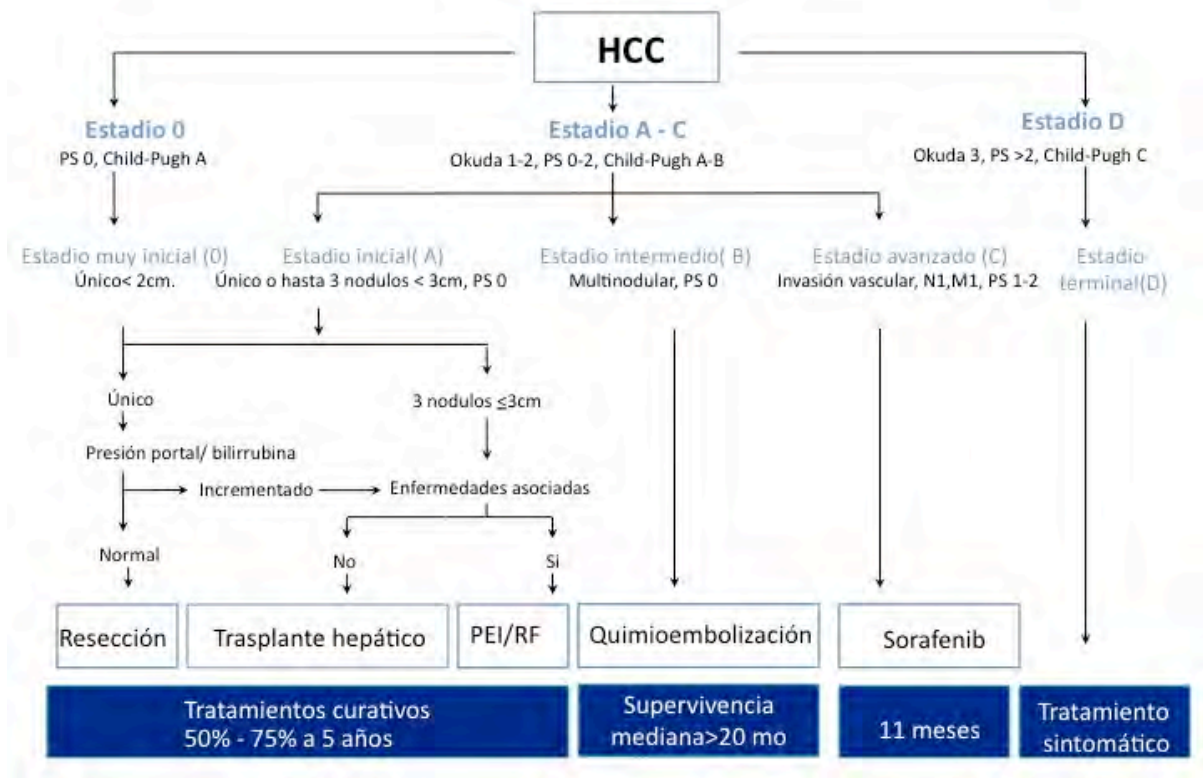 HCC
Estadio 0
PS 0, Child-Pugh A
Estadio A - C
Okuda 1-2, PS 0-2, Child-Pugh A-B
Estadio D
Okuda 3, PS >2, Child-Pugh C
Estadio muy inicial (0)
Único< 2cm.
Estadio inicial( A)
Único o hasta 3 nodulos < 3cm, PS 0
Estadio intermedio( B)
Multinodular, PS 0
Estadio avanzado (C)
Invasión vascular, N1,M1, PS 1-2
Estadio
terminal(D)
Único
3 nodulos ≤3cm
Presión portal/ bilirrubina
Incrementado
Enfermedades asociadas
Normal
No
Si
Resección
Trasplante hepático
PEI/RF
Quimioembolización
Sorafenib
Tratamientos curativos
50% - 75% a 5 años
Supervivencia
mediana>20 mo
11 meses
Tratamiento
sintomático